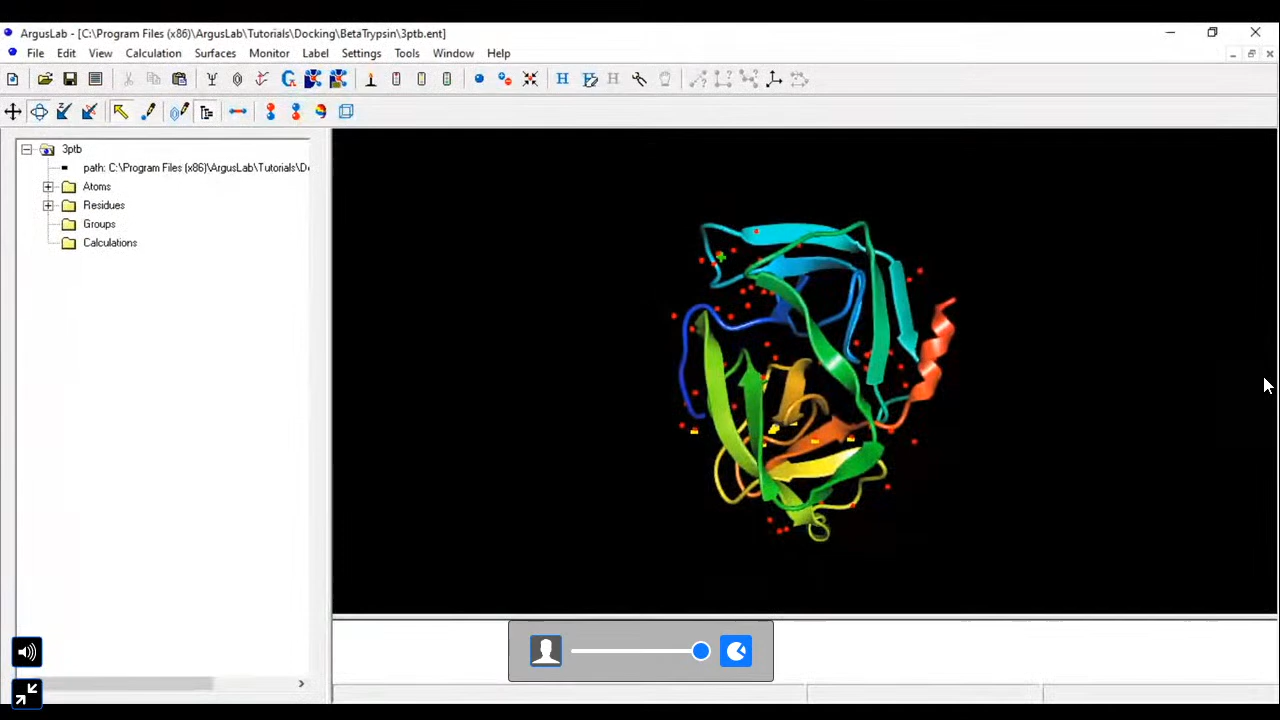 ArgusLab - [C:\Program Files (x86)\ArgusLab\Tutorials\Docking\BetaTrypsin\3ptb.ent]
File Edit View Calculation Surfaces Monitor Label Settings Tools Window Help
3ptb
path: C:\Program Files (x86)\ArgusLab\Tutorials\D
Atoms
Residues
Groups
Calculations